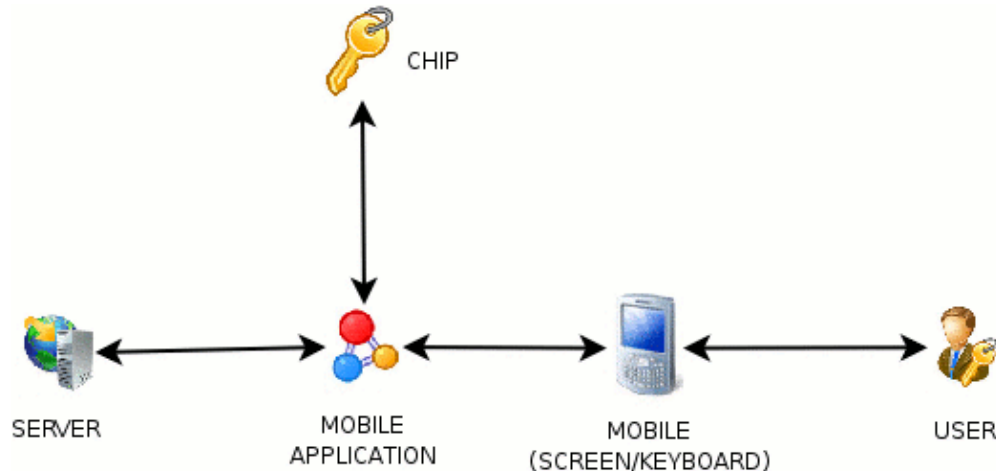 CHIP
SERVER
MOBILE
APPLICATION
MOBILE
(SCREEN/KEYBOARD)
USER